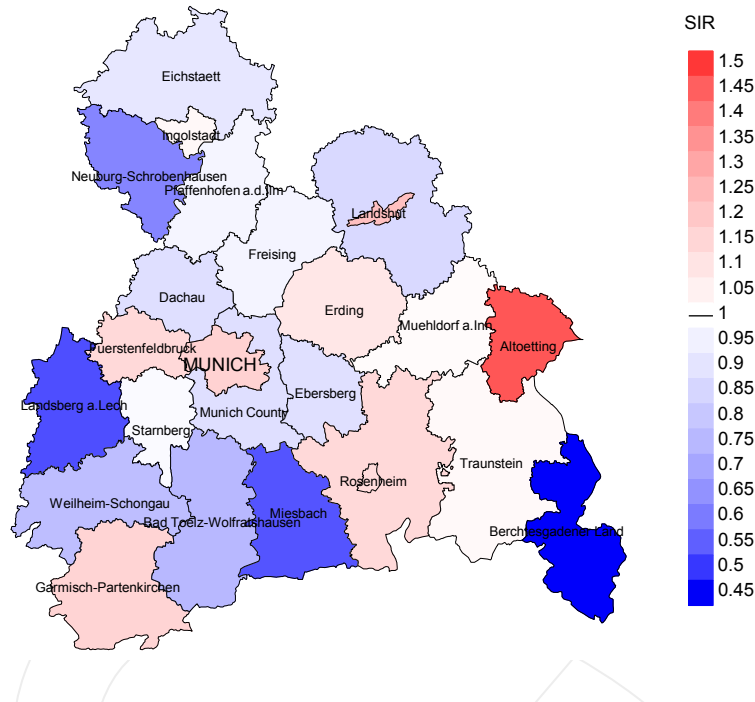 SIR
Eichstaett
Ingolstadt
Neuburg-Schrobenhausen
Pfaffenhofen a.d.Ilm
Landshut
Freising
Dachau
Erding
Muehldorf a.Inn
Altoetting
Fuerstenfeldbruck
MUNICH
Ebersberg
Landsberg a.Lech
Munich County
Starnberg
Traunstein
Rosenheim
Weilheim-Schongau
Miesbach
Bad Toelz-Wolfratshausen
Berchtesgadener Land
Garmisch-Partenkirchen
1.5
1.45
1.4
1.35
1.3
1.25
1.2
1.15
1.1
1.05
1
0.95
0.9
0.85
0.8
0.75
0.7
0.65
0.6
0.55
0.5
0.45